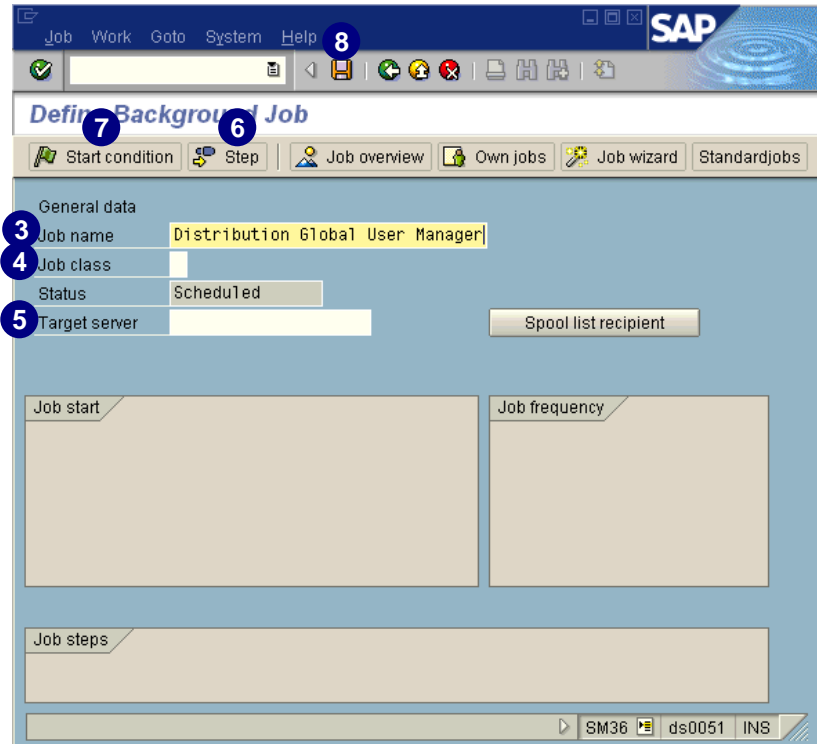 Job Work Goto System Help
8
SAP
Define Background Job
7
6
Start condition Step Job overview Own jobs Job wizard Standardjobs
General data
3 Job name Distribution Global User Manager
4 Job class
Status Scheduled
5 Target server Spool list recipient
Job start Job frequency
Job steps
SM36 ds0051 INS